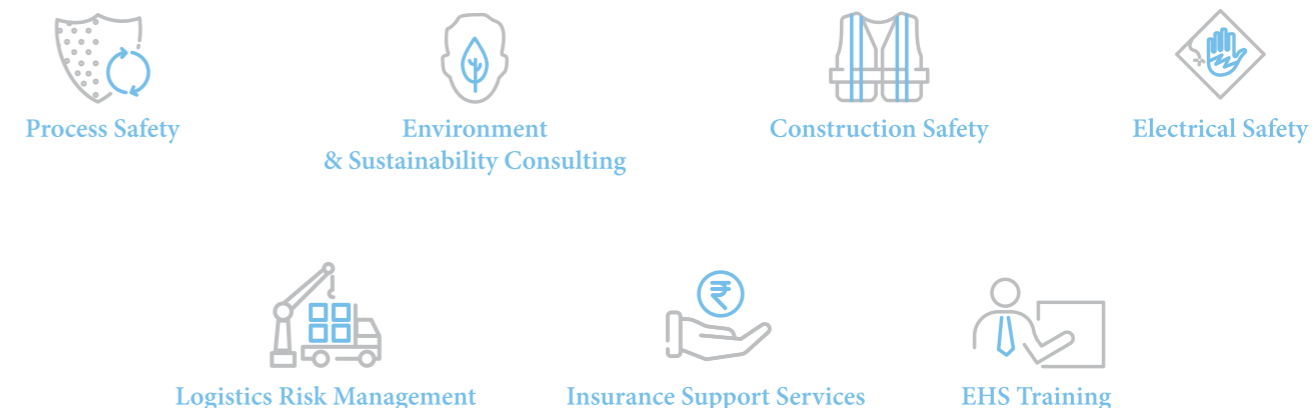 Process Safety
Environment
& Sustainability Consulting
Construction Safety
Electrical Safety
₹
Logistics Risk Management
Insurance Support Services
EHS Training